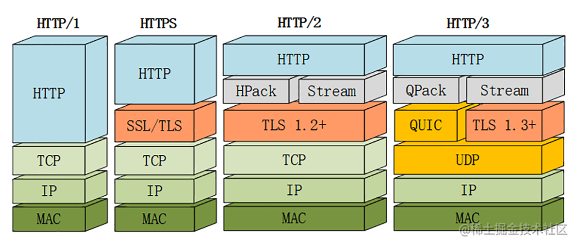 HTTP/1 HTTPS HTTP/2 HTTP/3
HTTP HTTP HTTP HTTP
HPack Stream QPack Stream
SSL/TLS TLS 1.2+ QUIC TLS 1.3+
TCP TCP TCP UDP
IP IP IP IP
MAC MAC MAC MAC
@稀土掘金技术社区